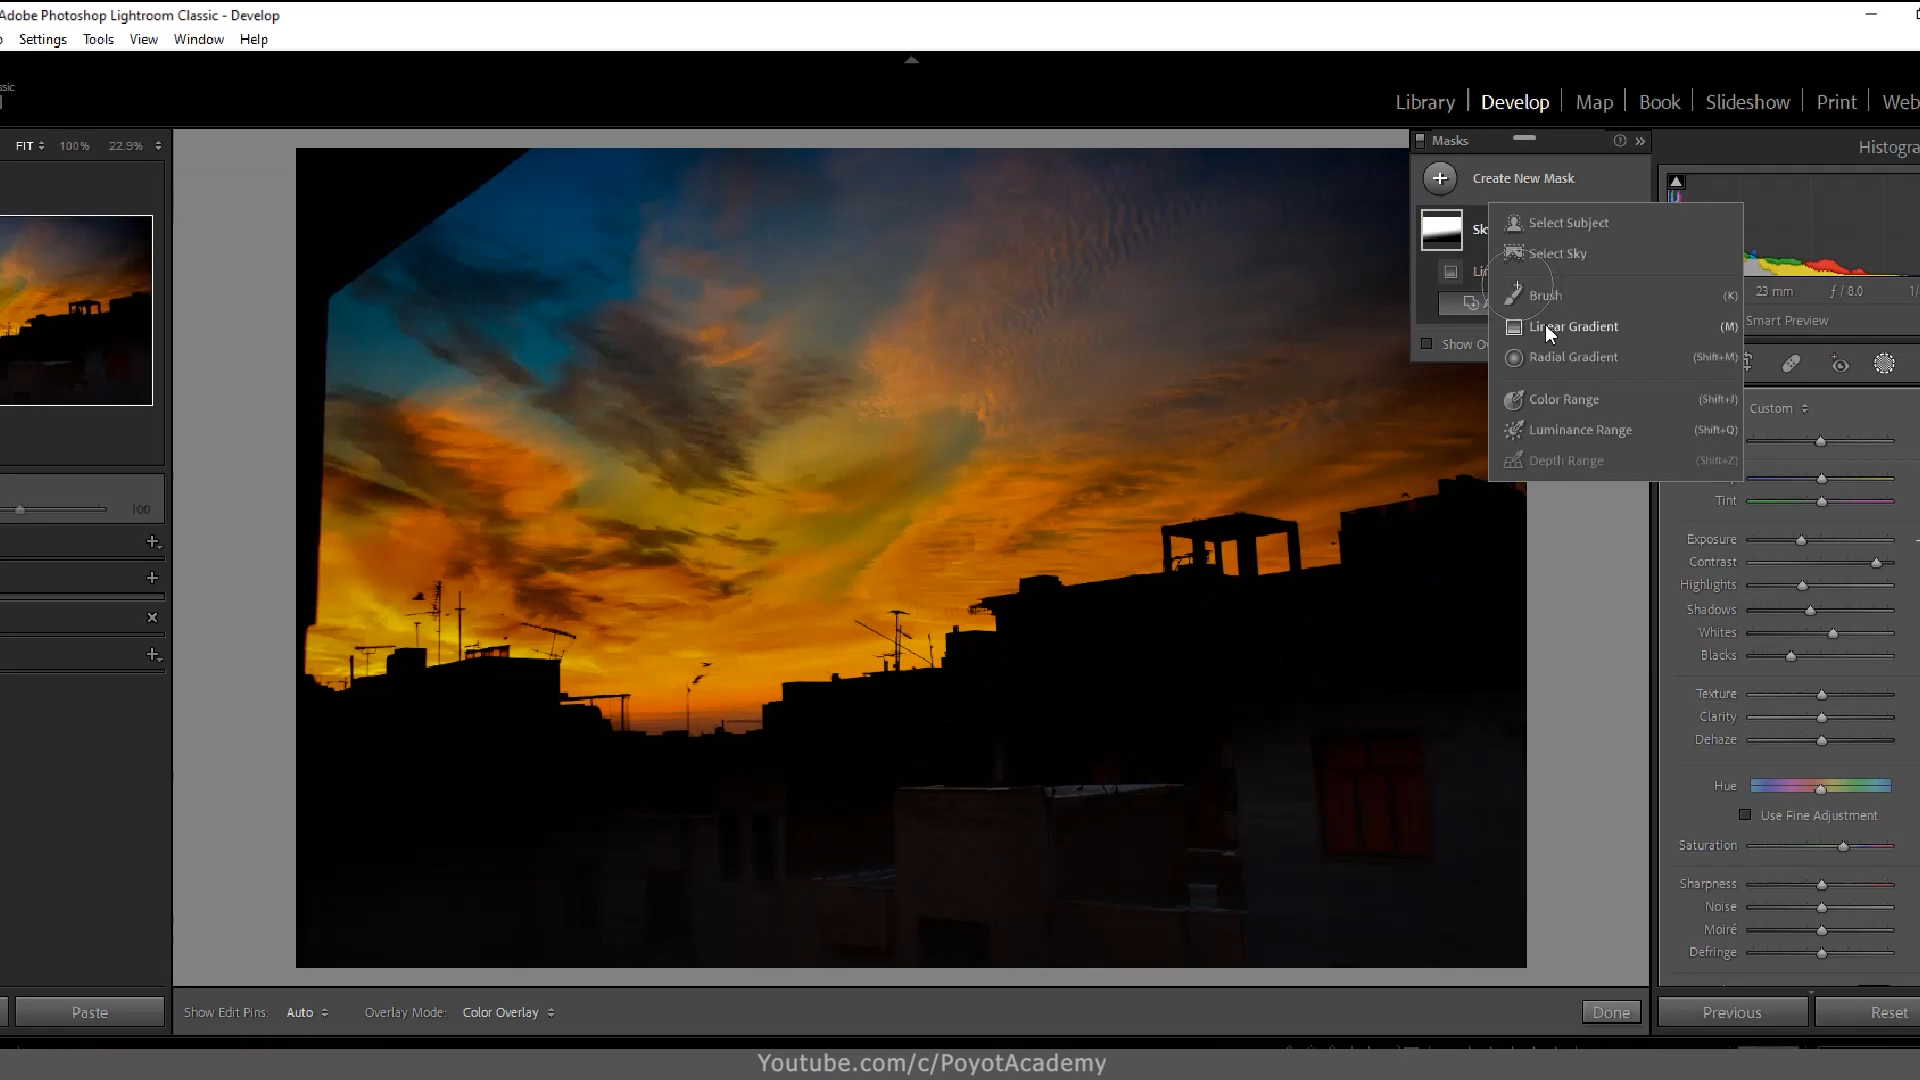 Adobe Photoshop Lightroom Classic - Develop
Settings Tools View Window Help
Library Develop Map Book Slideshow Print Web
FIT 100% 22.9%
Masks
Create New Mask
Select Subject
Select Sky
Brush (K)
Linear Gradient (M)
Radial Gradient (Shift+M)
Color Range (Shift+J)
Luminance Range (Shift+Q)
Depth Range (Shift+Z)
23 mm ƒ / 8.0
Smart Preview
Custom
100
Tint
Exposure
Contrast
Highlights
Shadows
Whites
Blacks
Texture
Clarity
Dehaze
Hue
Use Fine Adjustment
Saturation
Sharpness
Noise
Moiré
Defringe
Paste
Show Edit Pins: Auto Overlay Mode: Color Overlay
Done
Previous
Reset
Youtube.com/c/PoyotAcademy